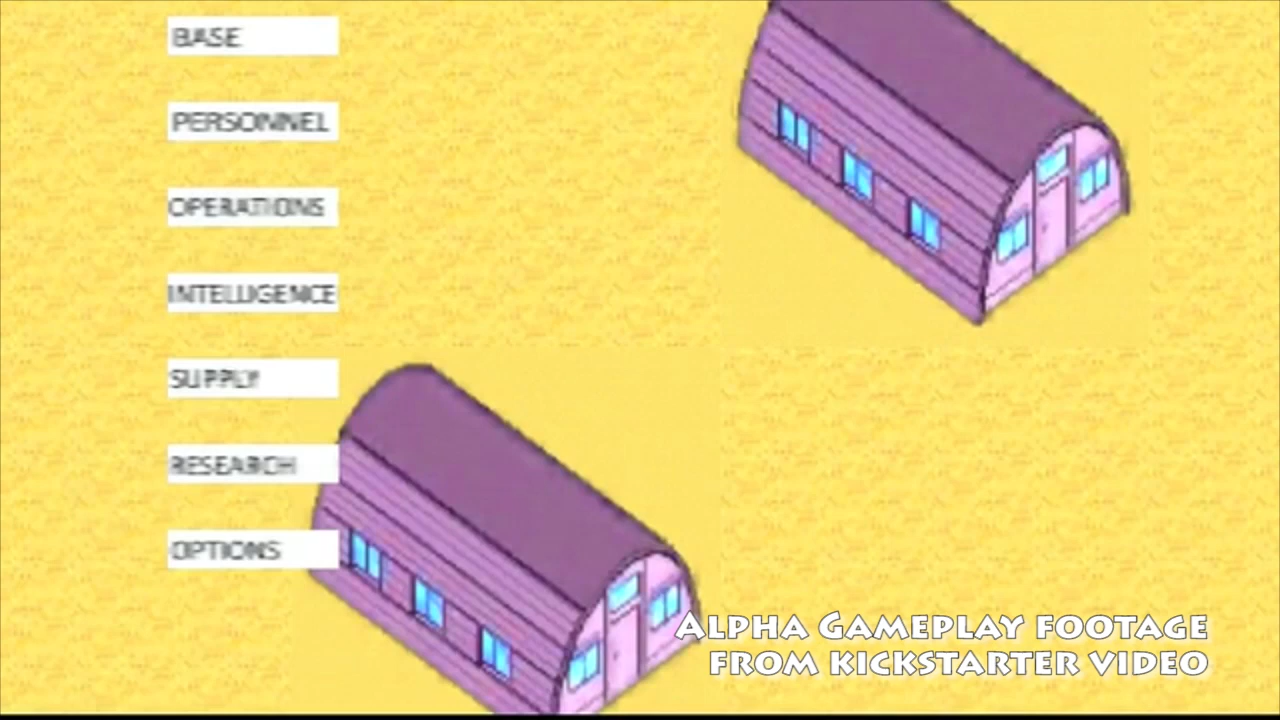 BASE
PERSONNEL
OPERATIONS
INTELLIGENCE
SUPPLY
RESEARCH
OPTIONS
Alpha Gameplay footage
from kickstarter video